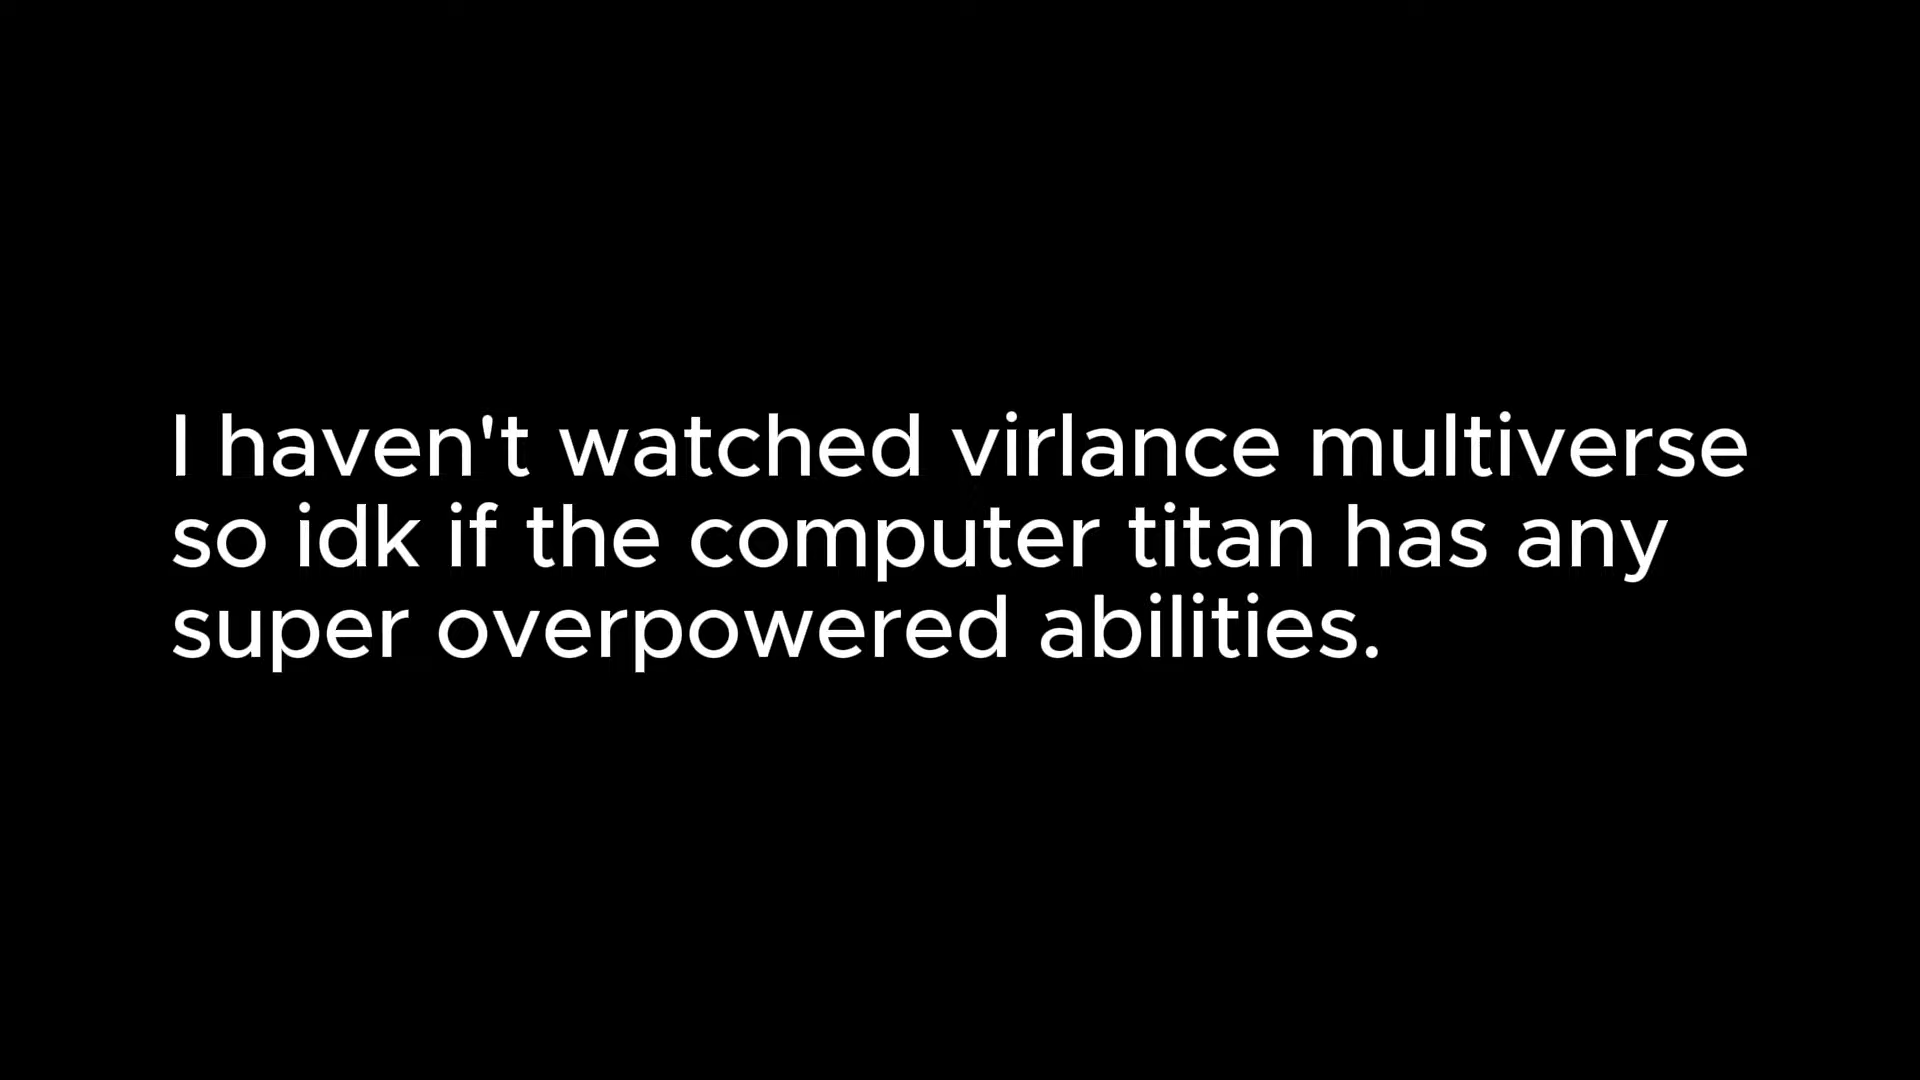 I haven't watched virlance multiverse
so idk if the computer titan has any
super overpowered abilities.